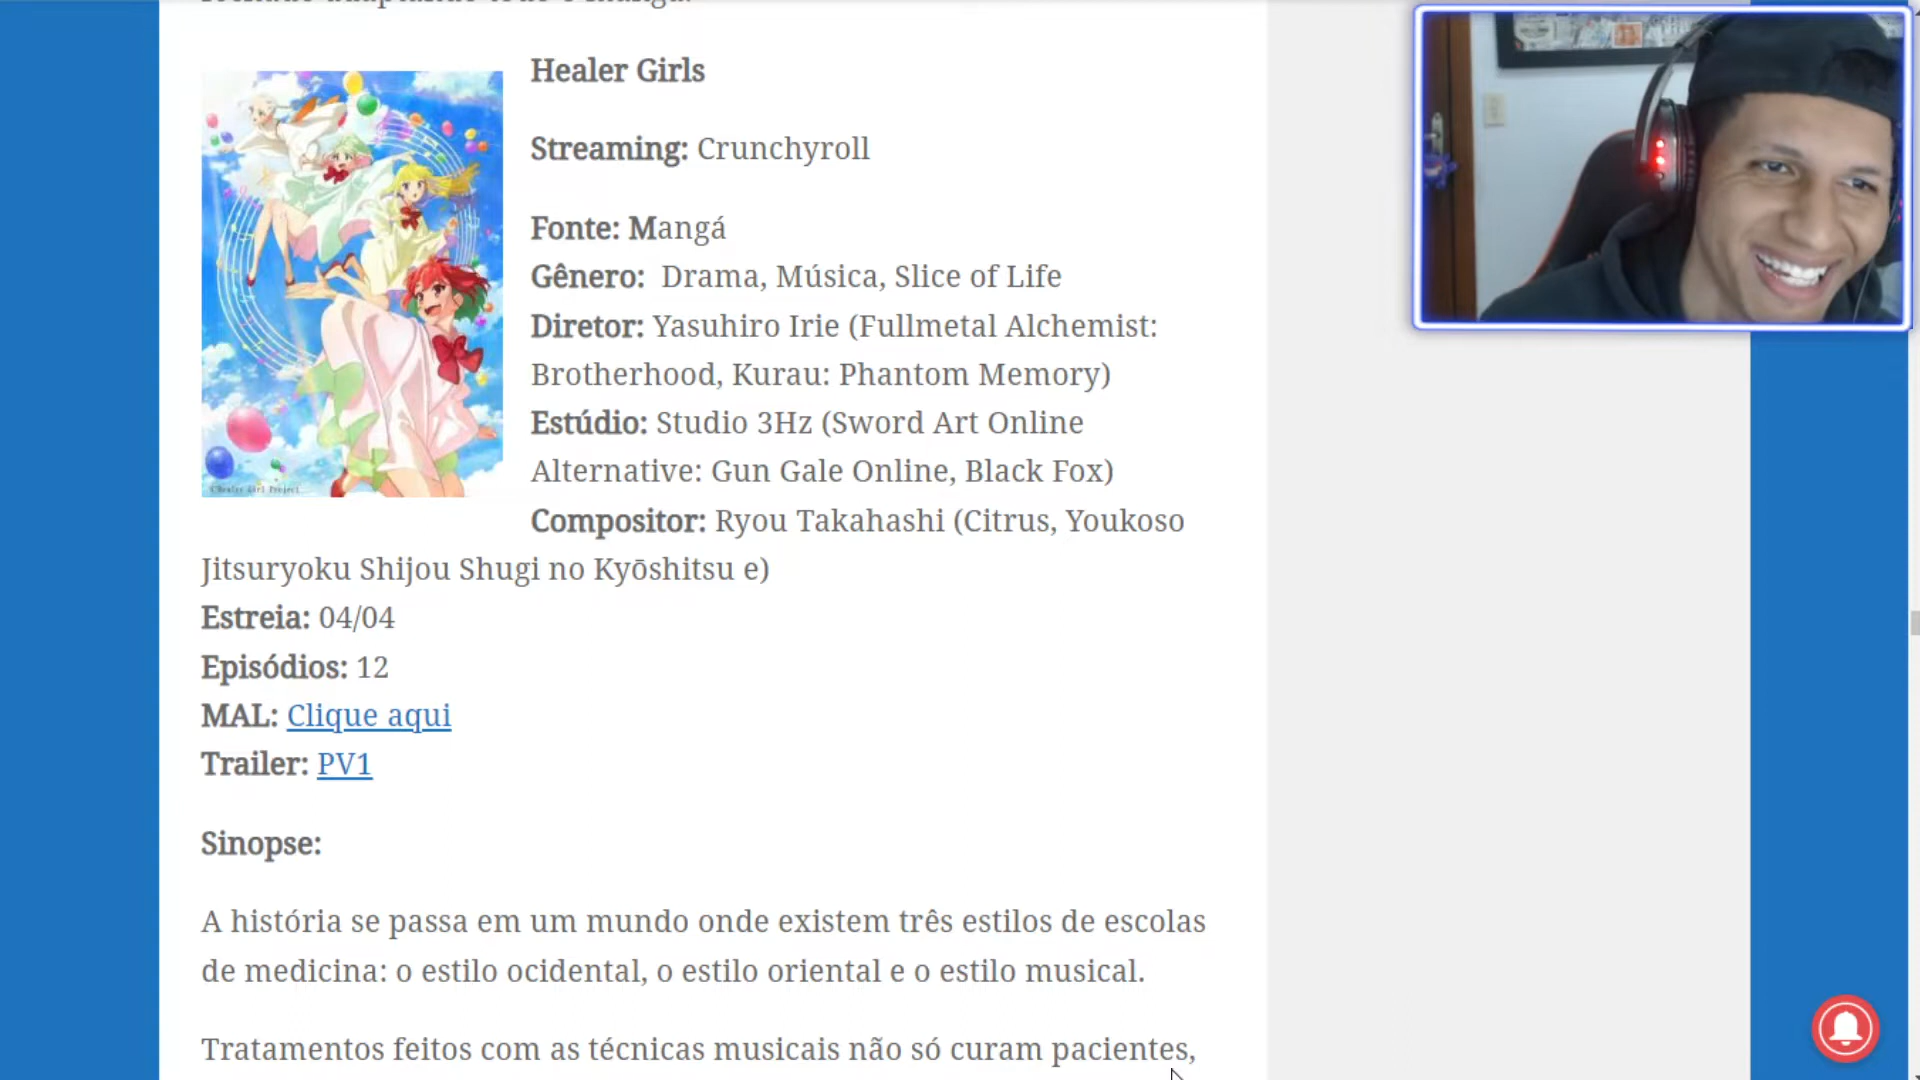 Healer Girls
Streaming: Crunchyroll
Fonte: Mangá
Gênero: Drama, Música, Slice of Life
Diretor: Yasuhiro Irie (Fullmetal Alchemist:
Brotherhood, Kurau: Phantom Memory)
Estúdio: Studio 3Hz (Sword Art Online
Alternative: Gun Gale Online, Black Fox)
Compositor: Ryou Takahashi (Citrus, Youkoso
Jitsuryoku Shijou Shugi no Kyōshitsu e)
Estreia: 04/04
Episódios: 12
MAL: Clique aqui
Trailer: PV1
Sinopse:
A história se passa em um mundo onde existem três estilos de escolas
de medicina: o estilo ocidental, o estilo oriental e o estilo musical.
Tratamentos feitos com as técnicas musicais não só curam pacientes,
©Healer Girl Project